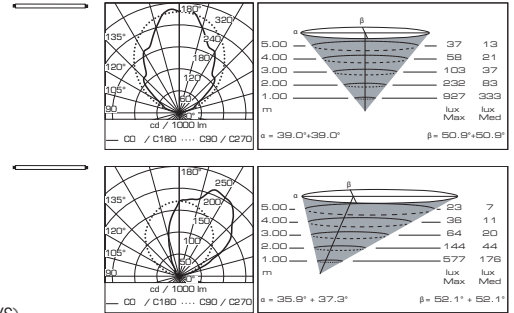 180°
320
135°
240
180
120°
120
105°
60
90
0°
cd / 1000 lm
C0 / C180 ···· C90 / C270
α
β
5.00 37 13
4.00 58 21
3.00 103 37
2.00 232 83
1.00 927 333
m lux lux
Max Med
α = 39.0°+39.0° β= 50.9°+50.9°
180°
250
135°
200
150
120°
100
105°
50
90
0°
cd / 1000 lm
C0 / C180 ···· C90 / C270
α
β
5.00 23 7
4.00 36 11
3.00 64 20
2.00 144 44
1.00 577 176
m lux lux
Max Med
α = 35.9° + 37.3° β= 52.1° + 52.1°